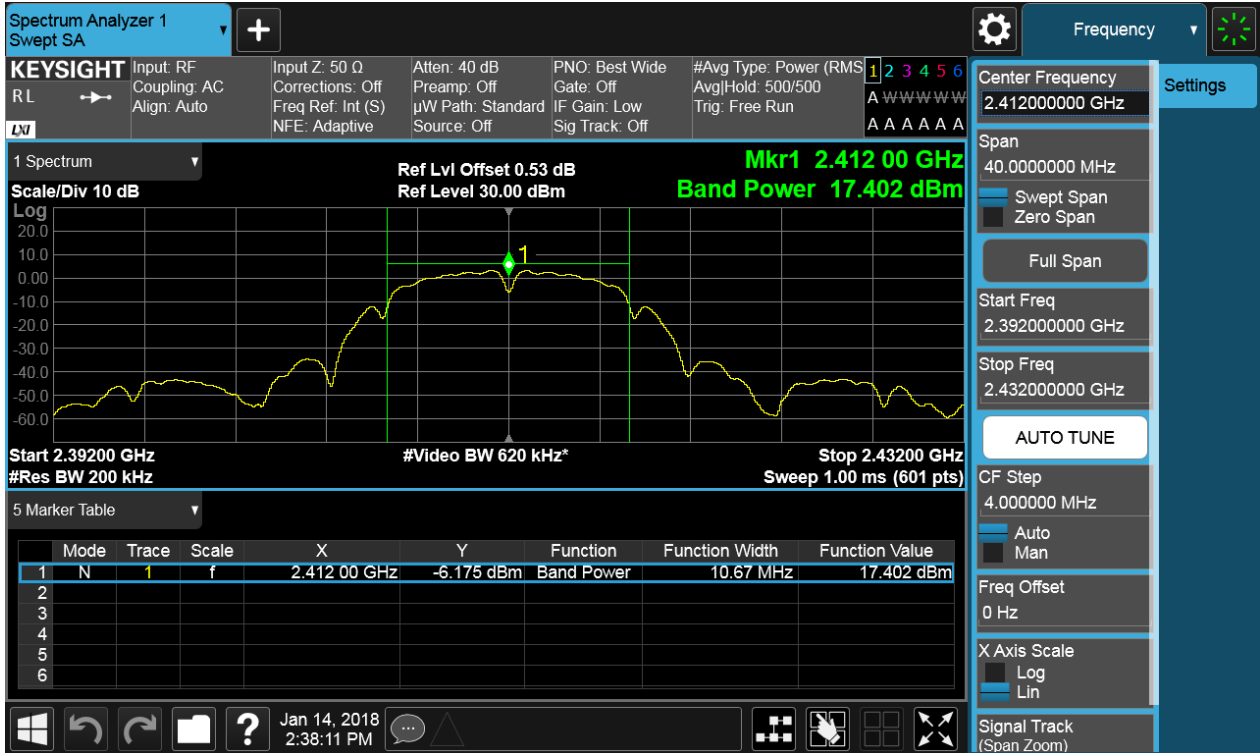 Spectrum Analyzer 1
Swept SA
+
Frequency
KEYSIGHT
RL
LXI
Input: RF
Coupling: AC
Align: Auto
Input Z: 50 Ω
Corrections: Off
Freq Ref: Int (S)
NFE: Adaptive
Atten: 40 dB
Preamp: Off
µW Path: Standard
Source: Off
PNO: Best Wide
Gate: Off
IF Gain: Low
Sig Track: Off
#Avg Type: Power (RMS
Avg|Hold: 500/500
Trig: Free Run
1 2 3 4 5 6
A W W W W W
A A A A A A
1 Spectrum
Scale/Div 10 dB
Ref Lvl Offset 0.53 dB
Ref Level 30.00 dBm
Mkr1 2.412 00 GHz
Band Power 17.402 dBm
Log
20.0
10.0
0.00
-10.0
-20.0
-30.0
-40.0
-50.0
-60.0
1
Start 2.39200 GHz
#Res BW 200 kHz
#Video BW 620 kHz*
Stop 2.43200 GHz
Sweep 1.00 ms (601 pts)
5 Marker Table
Mode Trace Scale X Y Function Function Width Function Value
1 N 1 f 2.412 00 GHz -6.175 dBm Band Power 10.67 MHz 17.402 dBm
2
3
4
5
6
?
Jan 14, 2018
2:38:11 PM
Center Frequency
2.412000000 GHz
Settings
Span
40.0000000 MHz
Swept Span
Zero Span
Full Span
Start Freq
2.392000000 GHz
Stop Freq
2.432000000 GHz
AUTO TUNE
CF Step
4.000000 MHz
Auto
Man
Freq Offset
0 Hz
X Axis Scale
Log
Lin
Signal Track
(Span Zoom)